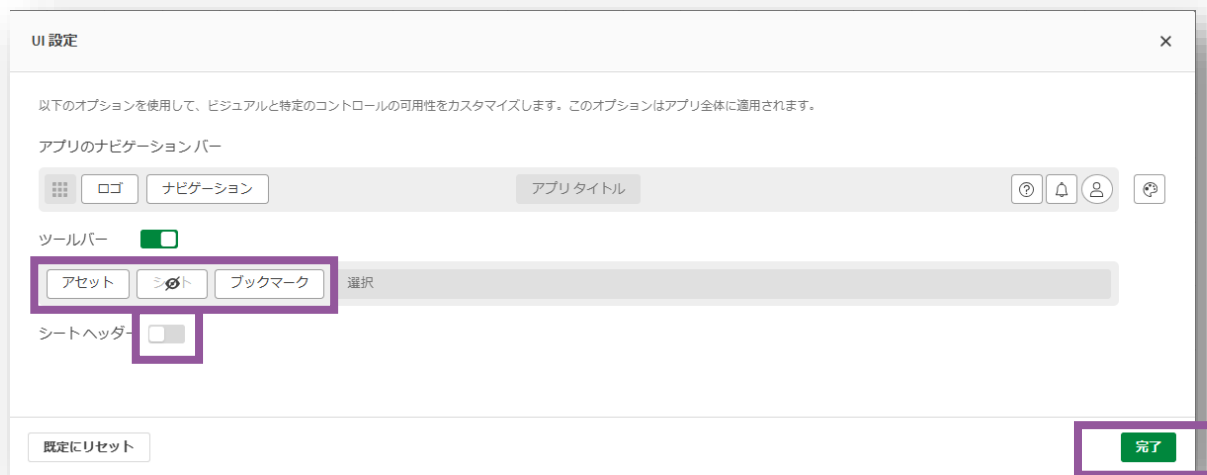 UI 設定
以下のオプションを使用して、ビジュアルと特定のコントロールの可用性をカスタマイズします。このオプションはアプリ全体に適用されます。
アプリのナビゲーション バー
ロゴ ナビゲーション アプリ タイトル
ツールバー
アセット シート ブックマーク 選択
シート ヘッダー
既定にリセット 完了